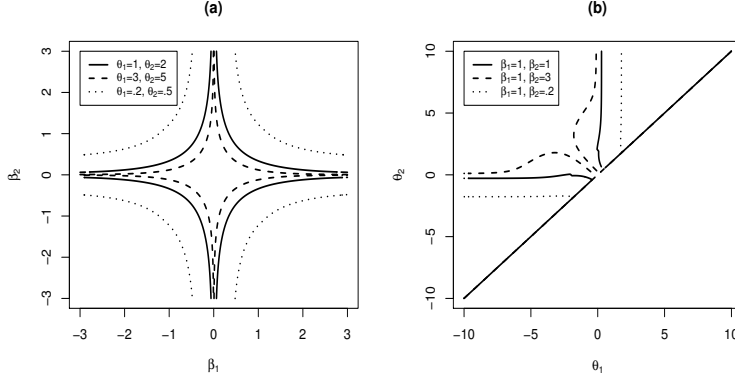 (a)
3
2
1
0
−1
−2
−3
β2
θ1=1, θ2=2
θ1=3, θ2=5
θ1=.2, θ2=.5
−3 −2 −1 0 1 2 3
β1
(b)
10
5
0
−5
−10
θ2
β1=1, β2=1
β1=1, β2=3
β1=1, β2=.2
−10 −5 0 5 10
θ1